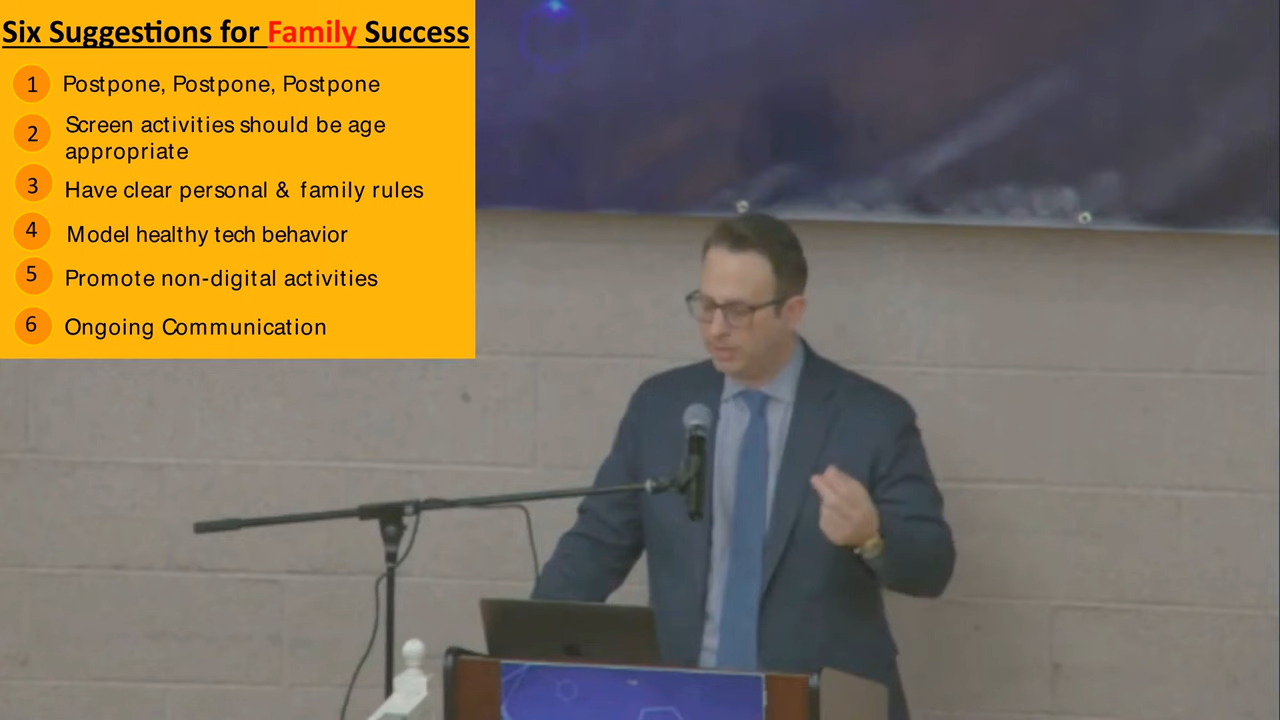 Six Suggestions for Family Success
1 Postpone, Postpone, Postpone
2 Screen activities should be age
appropriate
3 Have clear personal & family rules
4 Model healthy tech behavior
5 Promote non-digital activities
6 Ongoing Communication